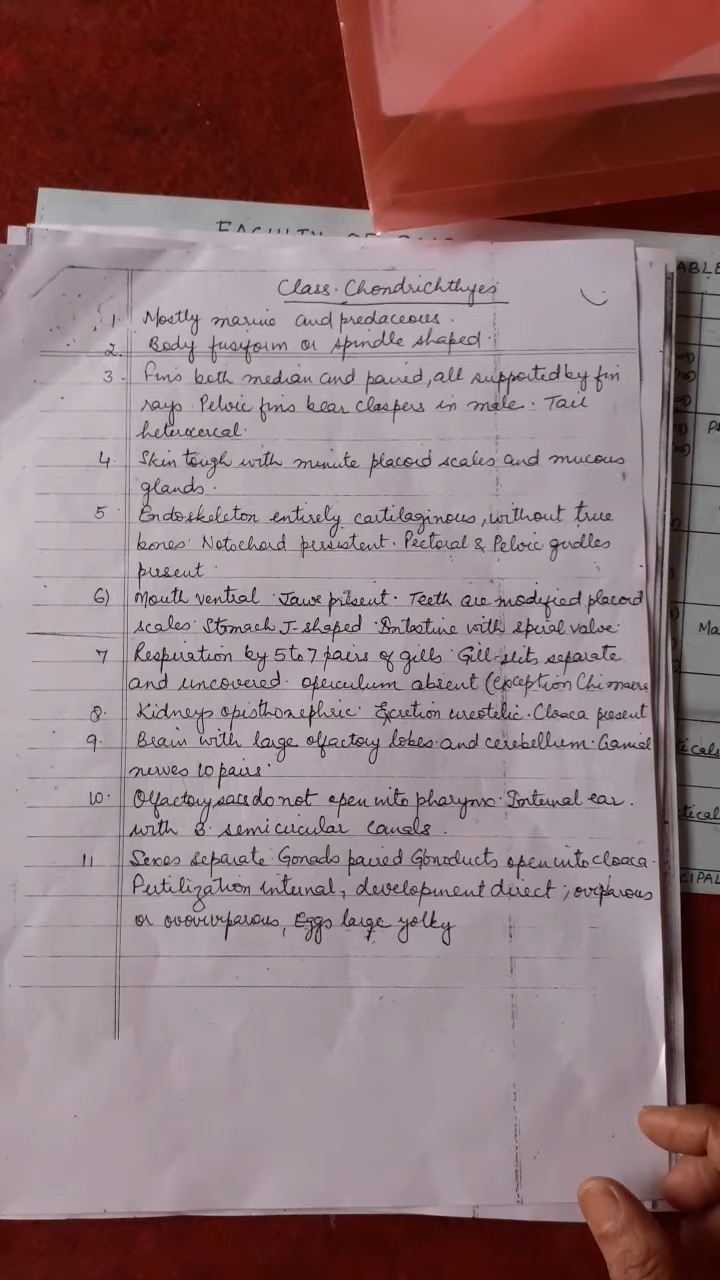 FACULTY OF
ABLE
Class. Chondrichthyes
1. Mostly marine and predaceous.
2. Body fusiform or spindle shaped.
3. Fins both median and paired, all supported by fin
rays. Pelvic fins bear claspers in male. Tail
heterocercal.
4. Skin tough with minute placoid scales and mucous
glands.
5. Endoskeleton entirely cartilaginous, without true
bones. Notochord persistent. Pectoral & Pelvic girdles
present.
6) Mouth ventral. Jaws present. Teeth are modified placoid
scales. Stomach J-shaped. Intestine with spiral valve.
7 Respiration by 5 to 7 pairs of gills. Gill-slits separate
and uncovered. operculum absent (exception Chimaera
8. Kidneys opisthonephric. Excretion ureotelic. Cloaca present
9. Brain with large olfactory lobes and cerebellum. Cranial
nerves 10 pairs.
10. Olfactory sacs do not open into pharynx. Internal ear.
with 3 semicircular canals.
11 Sexes separate. Gonads paired Gonoducts open into cloaca.
Fertilization internal, development direct; oviparous
or ovoviviparous, Eggs large yolky
Ma
ticals
tical
CIPAL